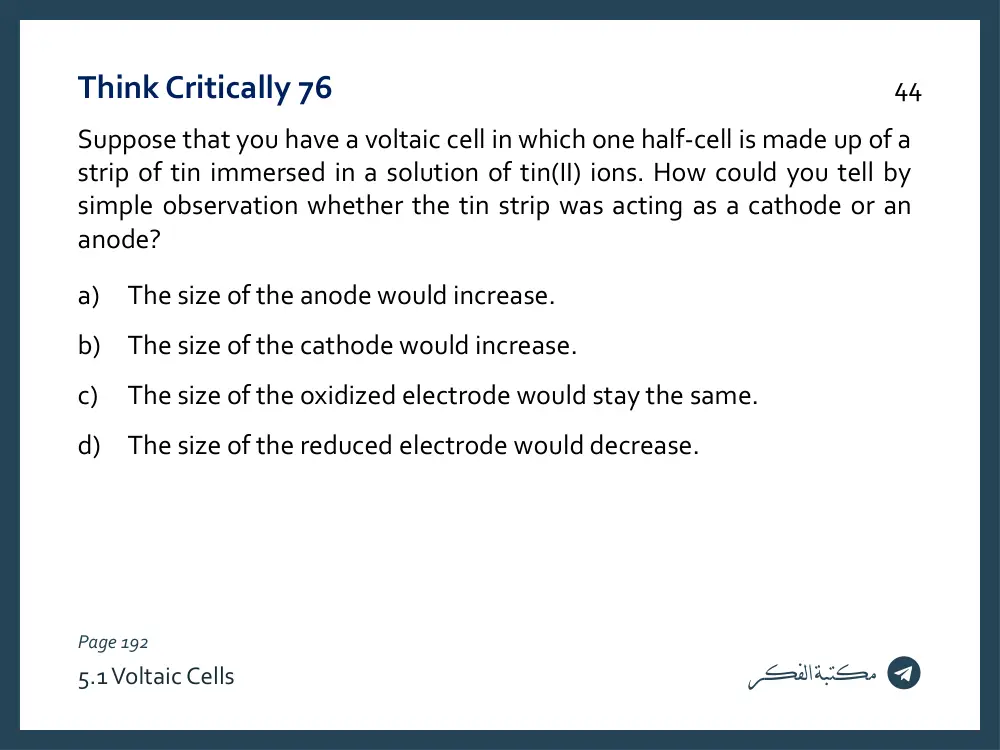 Think Critically 76
44
Suppose that you have a voltaic cell in which one half-cell is made up of a
strip of tin immersed in a solution of tin(II) ions. How could you tell by
simple observation whether the tin strip was acting as a cathode or an
anode?
a) The size of the anode would increase.
b) The size of the cathode would increase.
c) The size of the oxidized electrode would stay the same.
d) The size of the reduced electrode would decrease.
Page 192
5.1 Voltaic Cells
مكتبة الفكر